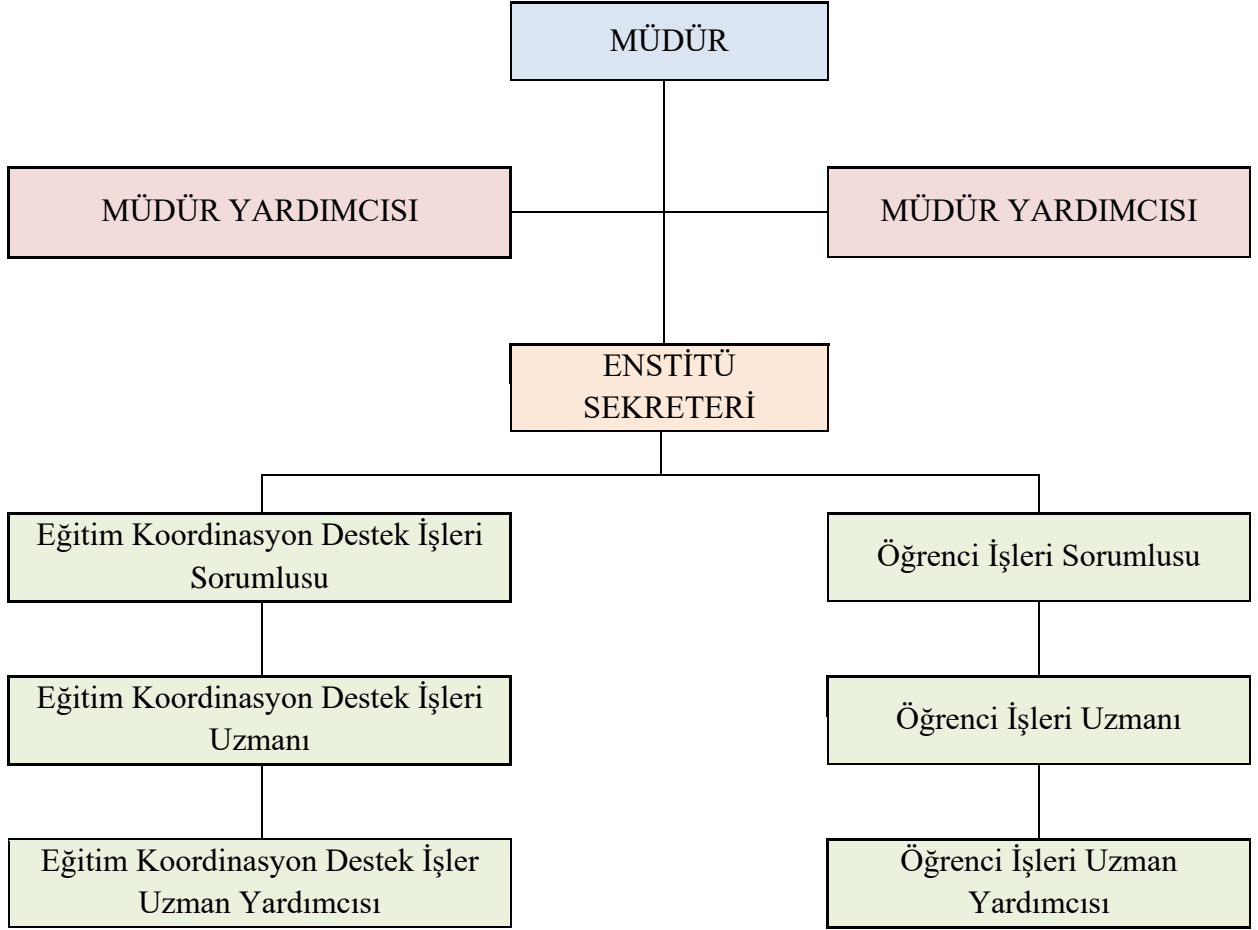 MÜDÜR
MÜDÜR YARDIMCISI
MÜDÜR YARDIMCISI
ENSTİTÜ
SEKRETERİ
Eğitim Koordinasyon Destek İşleri
Sorumlusu
Öğrenci İşleri Sorumlusu
Eğitim Koordinasyon Destek İşleri
Uzmanı
Öğrenci İşleri Uzmanı
Eğitim Koordinasyon Destek İşler
Uzman Yardımcısı
Öğrenci İşleri Uzman
Yardımcısı